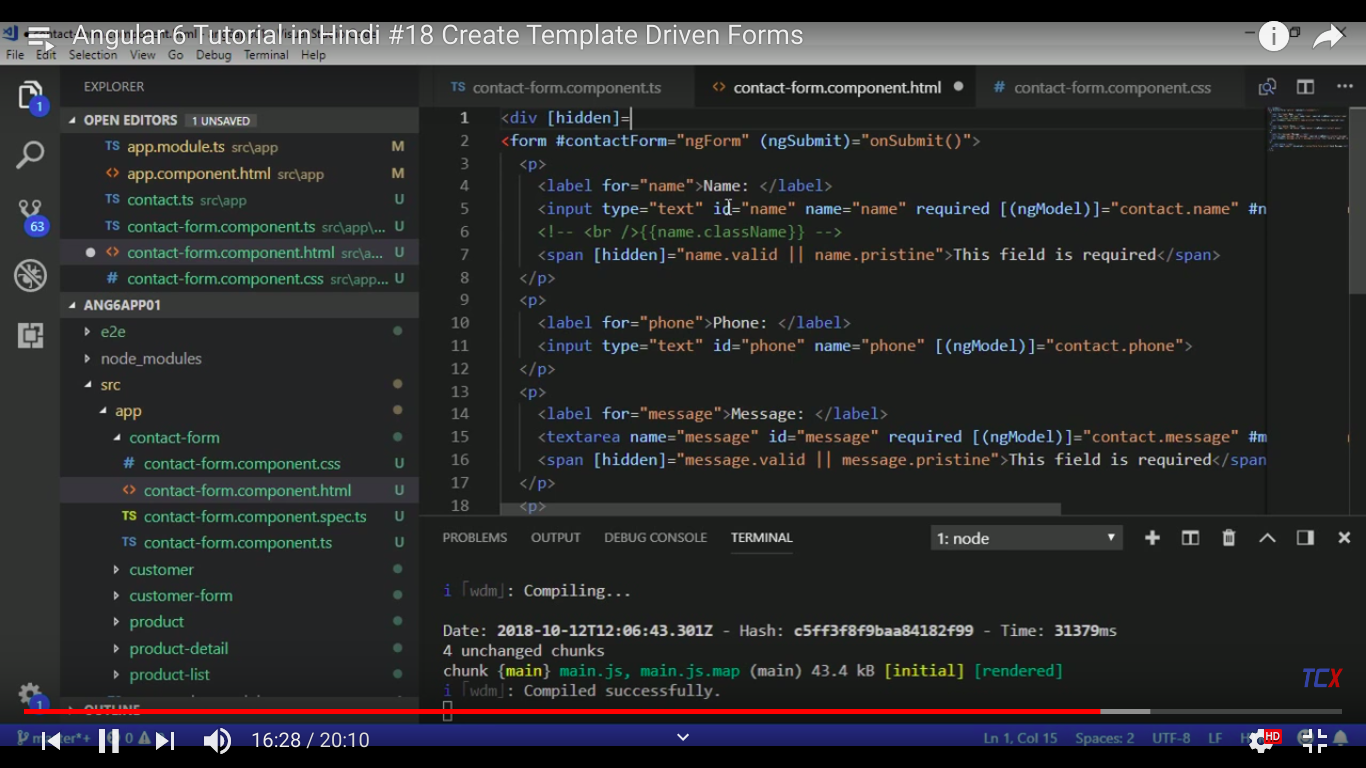 Angular 6 Tutorial in Hindi #18 Create Template Driven Forms
File Edit Selection View Go Debug Terminal Help
1
EXPLORER
OPEN EDITORS 1 UNSAVED
TS app.module.ts src\app M
<> app.component.html src\app M
TS contact.ts src\app U
TS contact-form.component.ts src\app\... U
<> contact-form.component.html src\a... U
# contact-form.component.css src\app... U
63
ANG6APP01
e2e
node_modules
src
app
contact-form
# contact-form.component.css U
<> contact-form.component.html U
TS contact-form.component.spec.ts U
TS contact-form.component.ts U
customer
customer-form
product
product-detail
product-list
OUTLINE
1
TS contact-form.component.ts <> contact-form.component.html # contact-form.component.css
1 <div [hidden]=
2 <form #contactForm="ngForm" (ngSubmit)="onSubmit()">
3 <p>
4 <label for="name">Name: </label>
5 <input type="text" id="name" name="name" required [(ngModel)]="contact.name" #n
6 <!-- <br />{{name.className}} -->
7 <span [hidden]="name.valid || name.pristine">This field is required</span>
8 </p>
9 <p>
10 <label for="phone">Phone: </label>
11 <input type="text" id="phone" name="phone" [(ngModel)]="contact.phone">
12 </p>
13 <p>
14 <label for="message">Message: </label>
15 <textarea name="message" id="message" required [(ngModel)]="contact.message" #m
16 <span [hidden]="message.valid || message.pristine">This field is required</span
17 </p>
18 <p>
PROBLEMS OUTPUT DEBUG CONSOLE TERMINAL 1: node
i ｢wdm｣: Compiling...
Date: 2018-10-12T12:06:43.301Z - Hash: c5ff3f8f9baa84182f99 - Time: 31379ms
4 unchanged chunks
chunk {main} main.js, main.js.map (main) 43.4 kB [initial] [rendered]
i ｢wdm｣: Compiled successfully.
TCX
16:28 / 20:10
Ln 1, Col 15 Spaces: 2 UTF-8 LF
HD